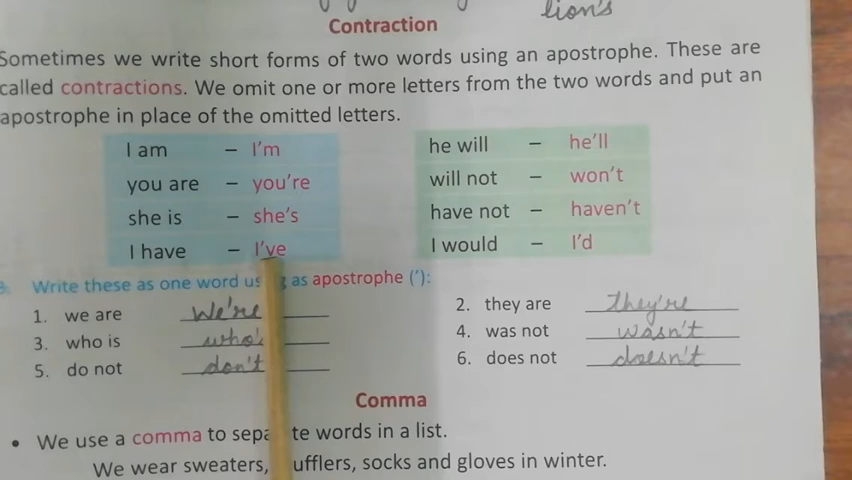 lion's
Contraction
Sometimes we write short forms of two words using an apostrophe. These are
called contractions. We omit one or more letters from the two words and put an
apostrophe in place of the omitted letters.
I am – I'm
he will – he'll
you are – you're
will not – won't
she is – she's
have not – haven't
I have – I've
I would – I'd
Write these as one word as apostrophe ('):
1. we are We're
2. they are They're
3. who is
4. was not wasn't
5. do not don't
6. does not doesn't
Comma
• We use a comma to words in a list.
We wear sweaters, socks and gloves in winter.